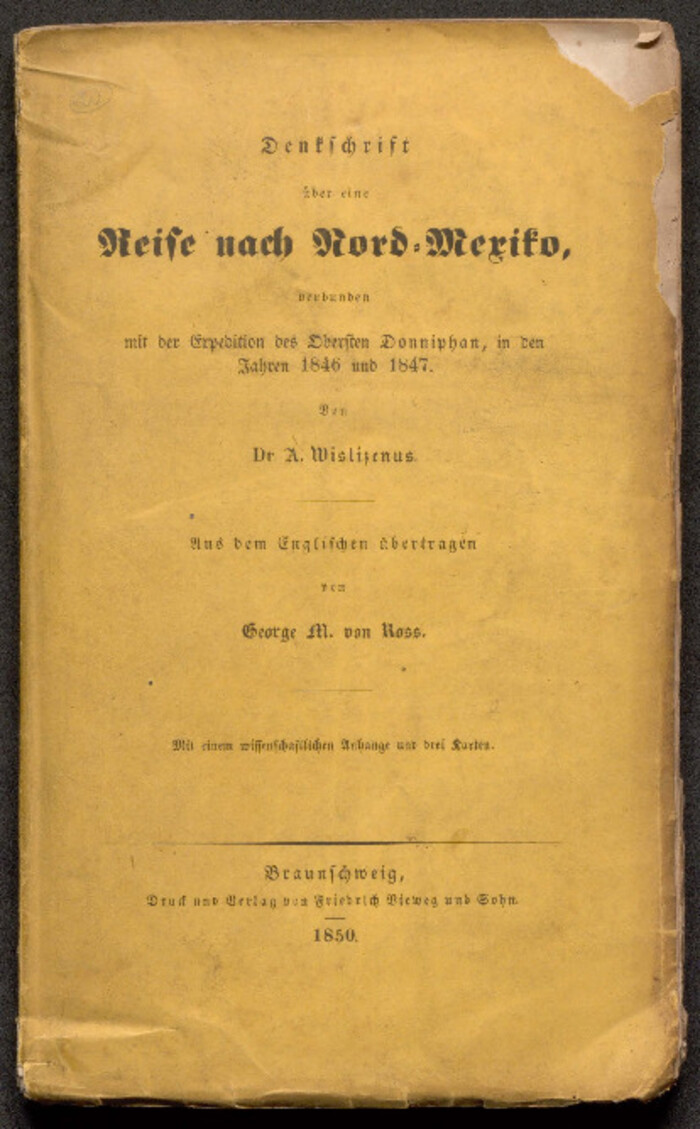 Denkschrift
über eine
Reise nach Nord-Mexiko,
verbunden
mit der Expedition des Obersten Donniphan, in den
Jahren 1846 und 1847.
Von
Dr A. Wislizenus.
Aus dem Englischen übertragen
von
George M. von Ross.
Mit einem wissenschaftlichen Anhange und drei Karten.
Braunschweig,
Druck und Verlag von Friedrich Vieweg und Sohn.
1850.